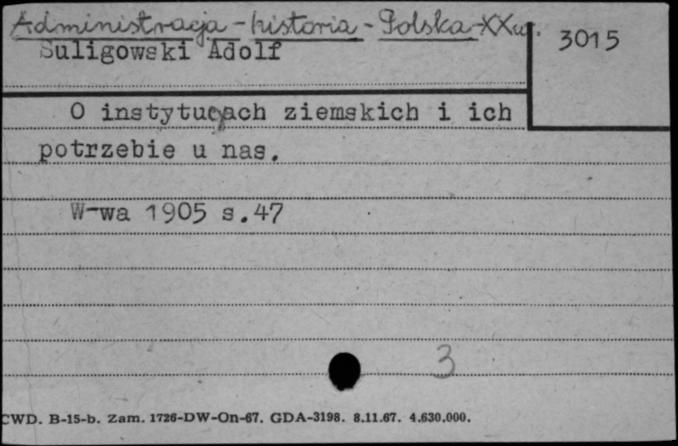 Administracja - historia - Polska XX w.
3015
Suligowski Adolf
O instytucjach ziemskich i ich
potrzebie u nas.
W-wa 1905 s.47
3
CWD. B-15-b. Zam. 1726-DW-On-67. GDA-3198. 8.11.67. 4.630.000.